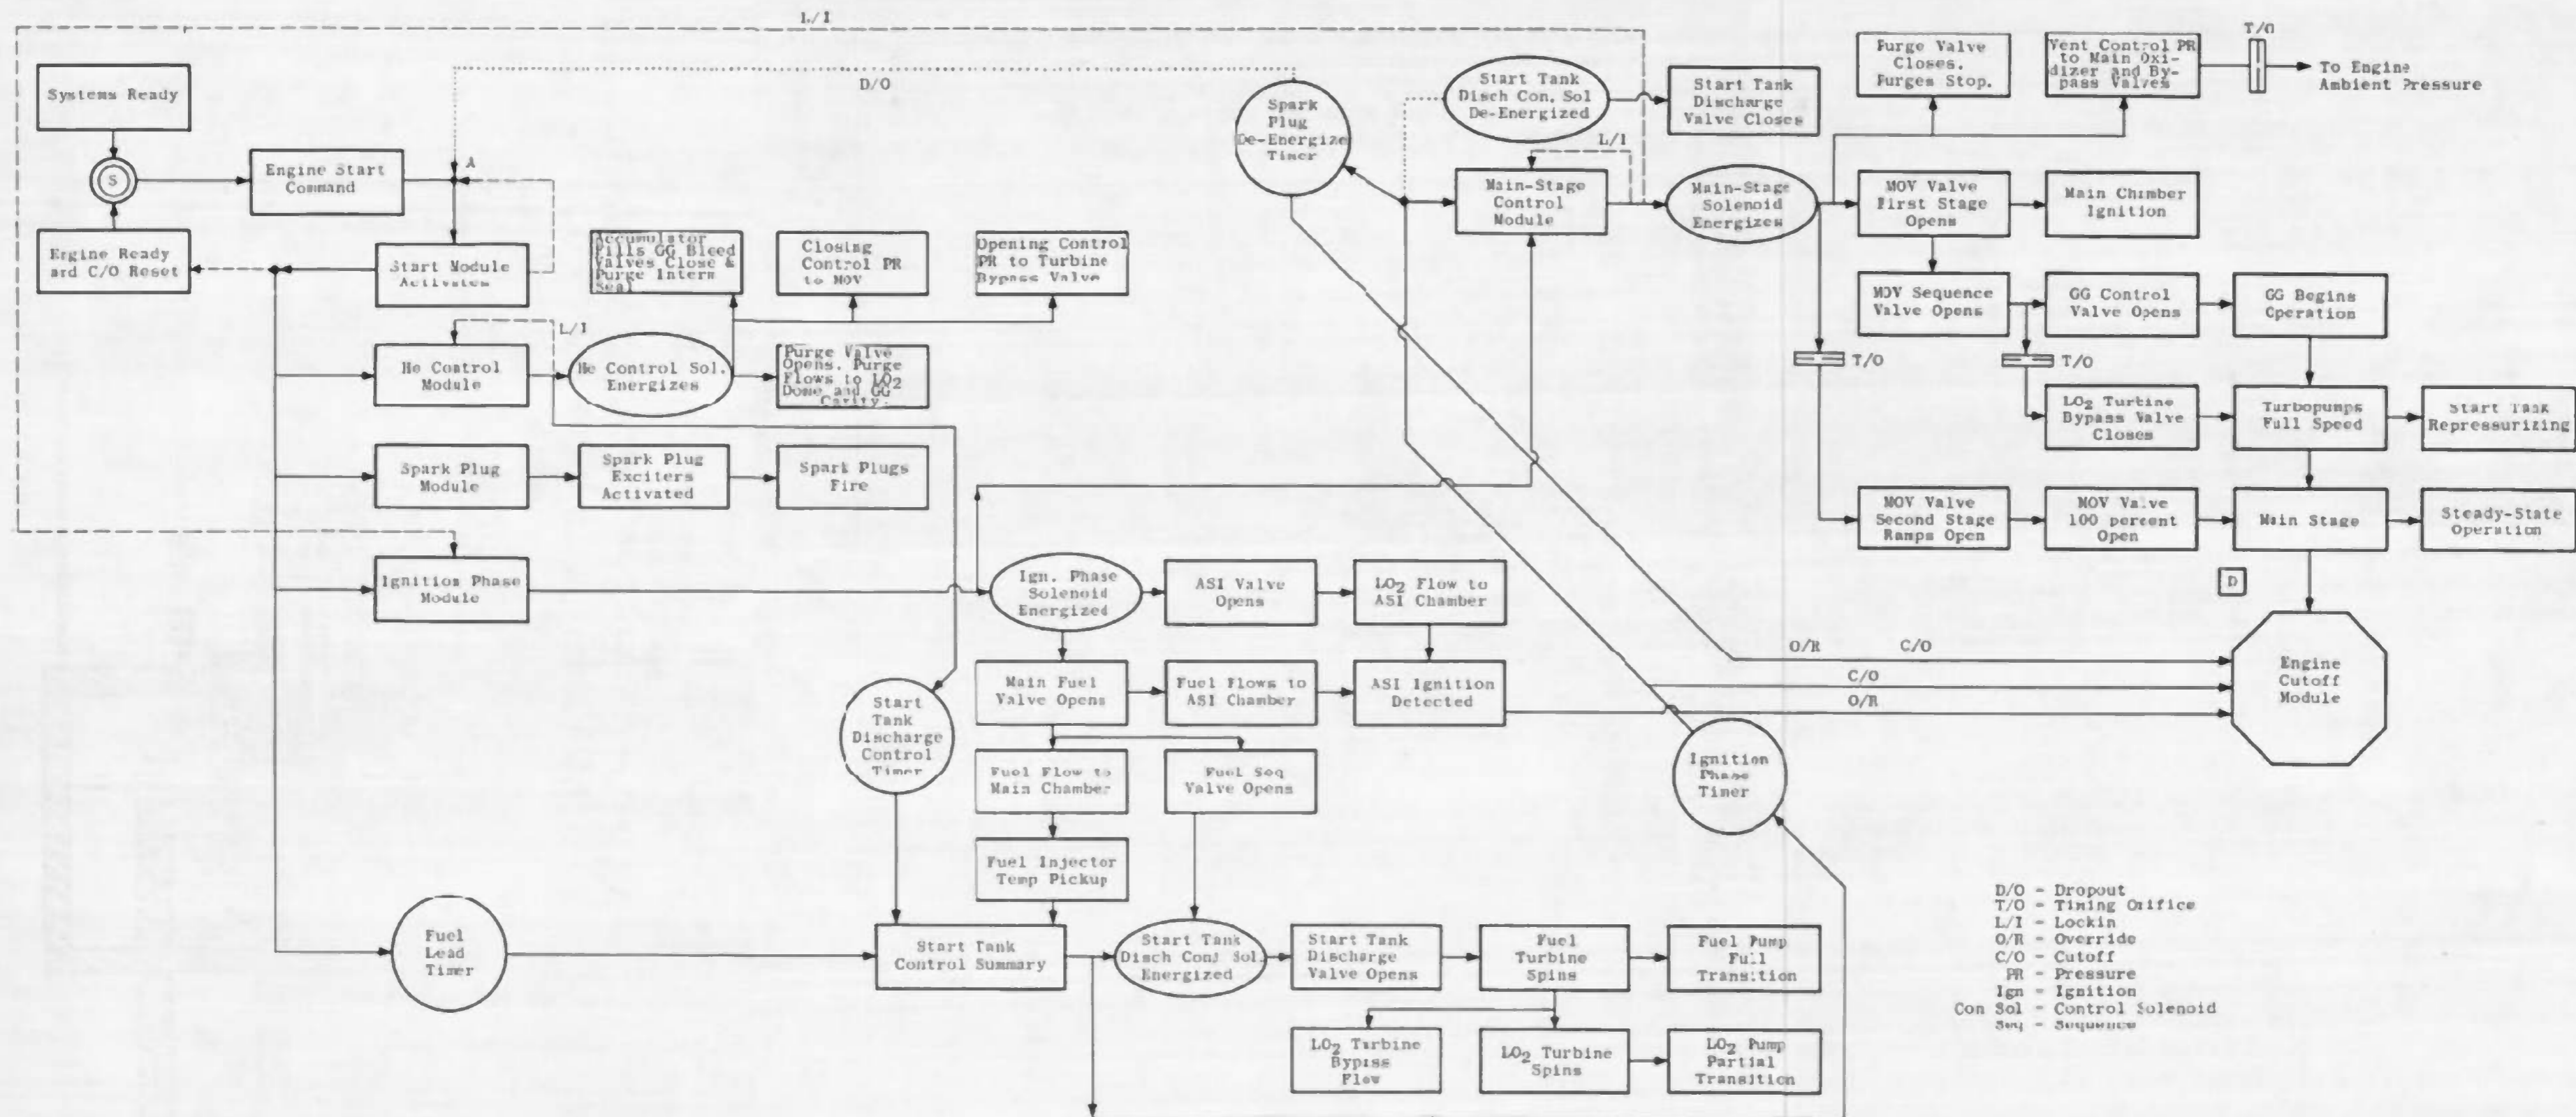 L/I
T/O
Systems Ready
D/O
Spark
Plug
De-Energize
Timer
Start Tank
Disch Con. Sol
De-Energized
Start Tank
Discharge
Valve Closes
Purge Valve
Closes.
Purges Stop.
Vent Control PR
to Main Oxi-
dizer and By-
pass Valves
To Engine
Ambient Pressure
S
Engine Start
Command
A
L/I
Main-Stage
Control
Module
Main-Stage
Solenoid
Energizes
MOV Valve
First Stage
Opens
Main Chamber
Ignition
Engine Ready
and C/O Reset
Start Module
Activates
Accumulator
Fills GG Bleed
Valves Close &
Purge Interm
Seal
Closing
Control PR
to MOV
Opening Control
PR to Turbine
Bypass Valve
MOV Sequence
Valve Opens
GG Control
Valve Opens
GG Begins
Operation
L/I
He Control
Module
He Control Sol.
Energizes
Purge Valve
Opens. Purge
Flows to LO2
Dome and GG
Cavity.
T/O
T/O
LO2 Turbine
Bypass Valve
Closes
Turbopumps
Full Speed
Start Tank
Repressurizing
Spark Plug
Module
Spark Plug
Exciters
Activated
Spark Plugs
Fire
MOV Valve
Second Stage
Ramps Open
MOV Valve
100 percent
Open
Main Stage
Steady-State
Operation
Ignition Phase
Module
Ign. Phase
Solenoid
Energized
ASI Valve
Opens
LO2 Flow to
ASI Chamber
D
O/R C/O
C/O
O/R
Engine
Cutoff
Module
Start
Tank
Discharge
Control
Timer
Main Fuel
Valve Opens
Fuel Flows to
ASI Chamber
ASI Ignition
Detected
Fuel Flow to
Main Chamber
Fuel Seq
Valve Opens
Ignition
Phase
Timer
Fuel Injector
Temp Pickup
Fuel
Lead
Timer
Start Tank
Control Summary
Start Tank
Disch Con. Sol.
Energized
Start Tank
Discharge
Valve Opens
Fuel
Turbine
Spins
Fuel Pump
Full
Transition
LO2 Turbine
Bypass
Flow
LO2 Turbine
Spins
LO2 Pump
Partial
Transition
D/O - Dropout
T/O - Timing Orifice
L/I - Lockin
O/R - Override
C/O - Cutoff
PR - Pressure
Ign - Ignition
Con Sol - Control Solenoid
Seq - Sequence